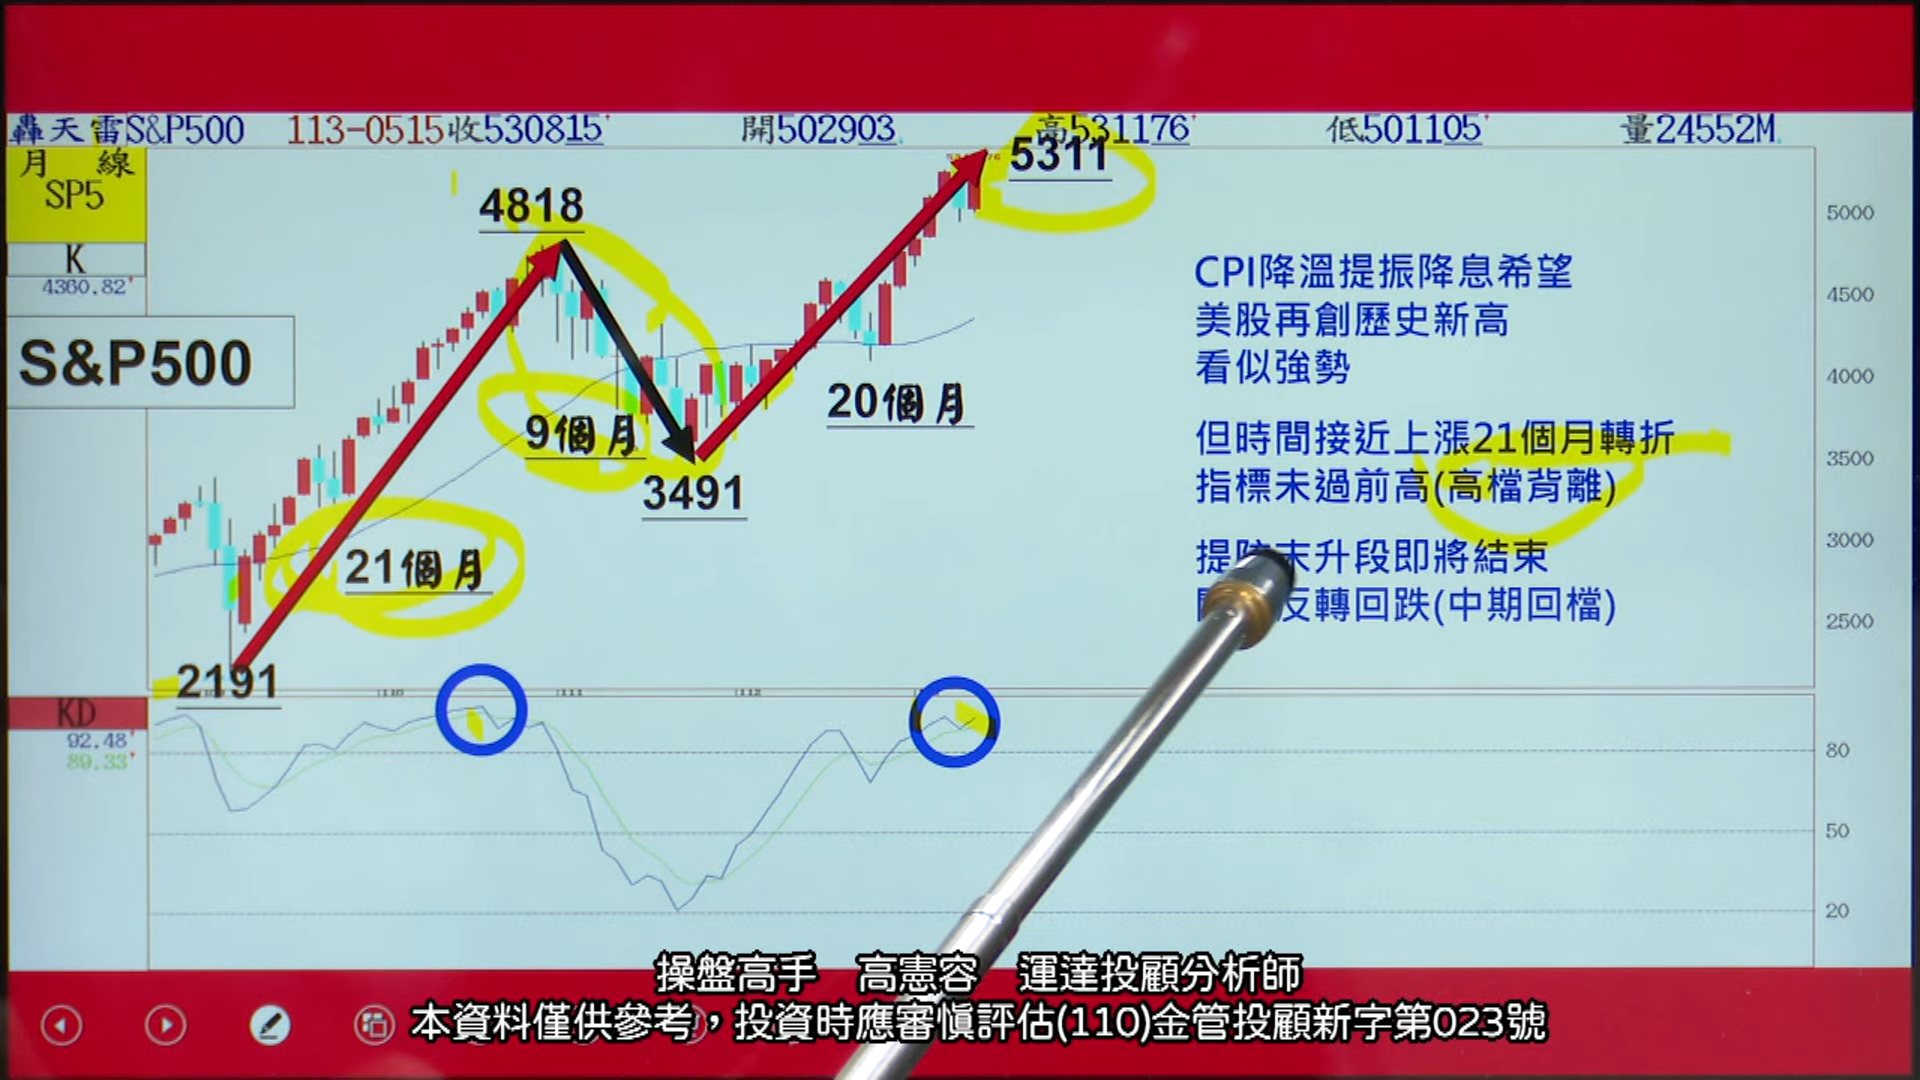 轟天雷S&P500 113-0515收530815 開502903 高531176 低501105 量24552M
月 線
SP5
K
4360.82
S&P500
4818
5311
9個月
20個月
3491
21個月
2191
CPI降溫提振降息希望
美股再創歷史新高
看似強勢
但時間接近上漲21個月轉折
指標未過前高(高檔背離)
提防末升段即將結束
反轉回跌(中期回檔)
5000
4500
4000
3500
3000
2500
110 111 112
KD
92.48
89.33
80
50
20
操盤高手 高憲容 運達投顧分析師
本資料僅供參考，投資時應審慎評估(110)金管投顧新字第023號